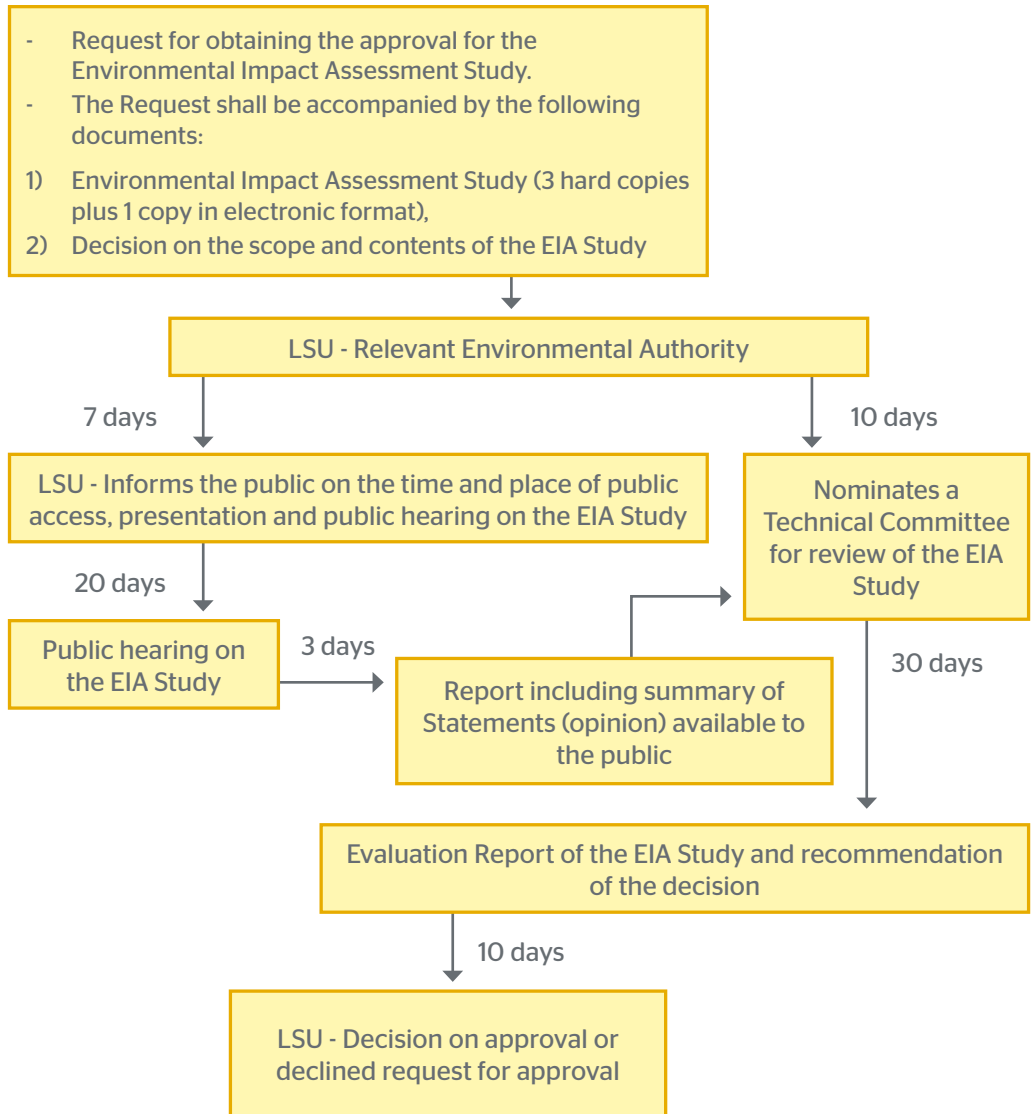 - Request for obtaining the approval for the
Environmental Impact Assessment Study.
- The Request shall be accompanied by the following
documents:
1) Environmental Impact Assessment Study (3 hard copies
plus 1 copy in electronic format),
2) Decision on the scope and contents of the EIA Study
LSU - Relevant Environmental Authority
7 days
10 days
LSU - Informs the public on the time and place of public
access, presentation and public hearing on the EIA Study
Nominates a
Technical Committee
for review of the EIA
Study
20 days
Public hearing on
the EIA Study
3 days
Report including summary of
Statements (opinion) available to
the public
30 days
Evaluation Report of the EIA Study and recommendation
of the decision
10 days
LSU - Decision on approval or
declined request for approval